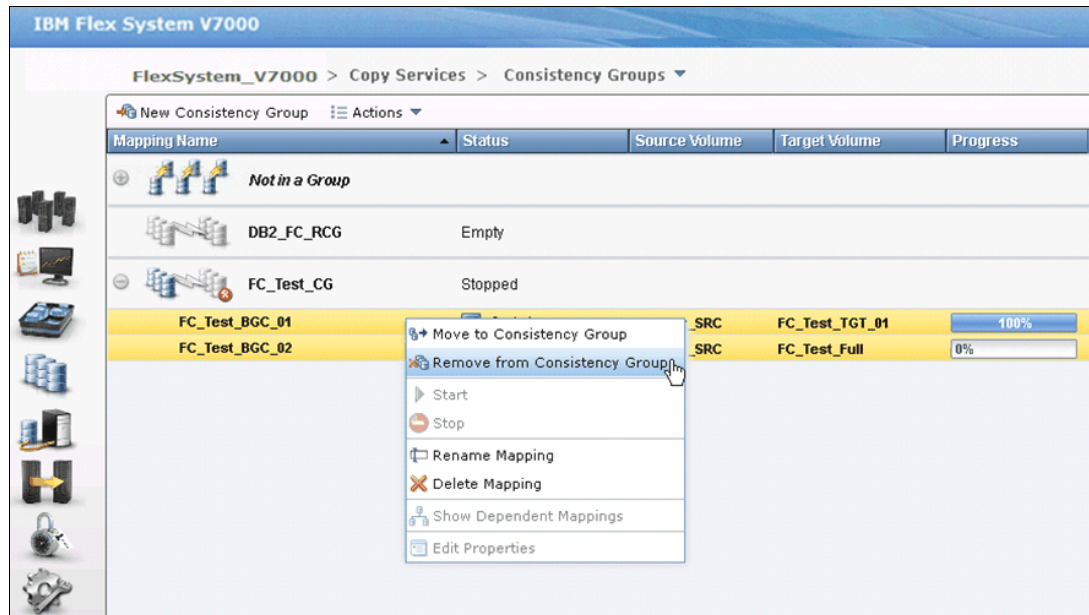 IBM Flex System V7000
FlexSystem_V7000 > Copy Services > Consistency Groups
New Consistency Group Actions
Mapping Name Status Source Volume Target Volume Progress
Not in a Group
DB2_FC_RCG Empty
FC_Test_CG Stopped
FC_Test_BGC_01 _SRC FC_Test_TGT_01 100%
FC_Test_BGC_02 _SRC FC_Test_Full 0%
Move to Consistency Group
Remove from Consistency Group
Start
Stop
Rename Mapping
Delete Mapping
Show Dependent Mappings
Edit Properties